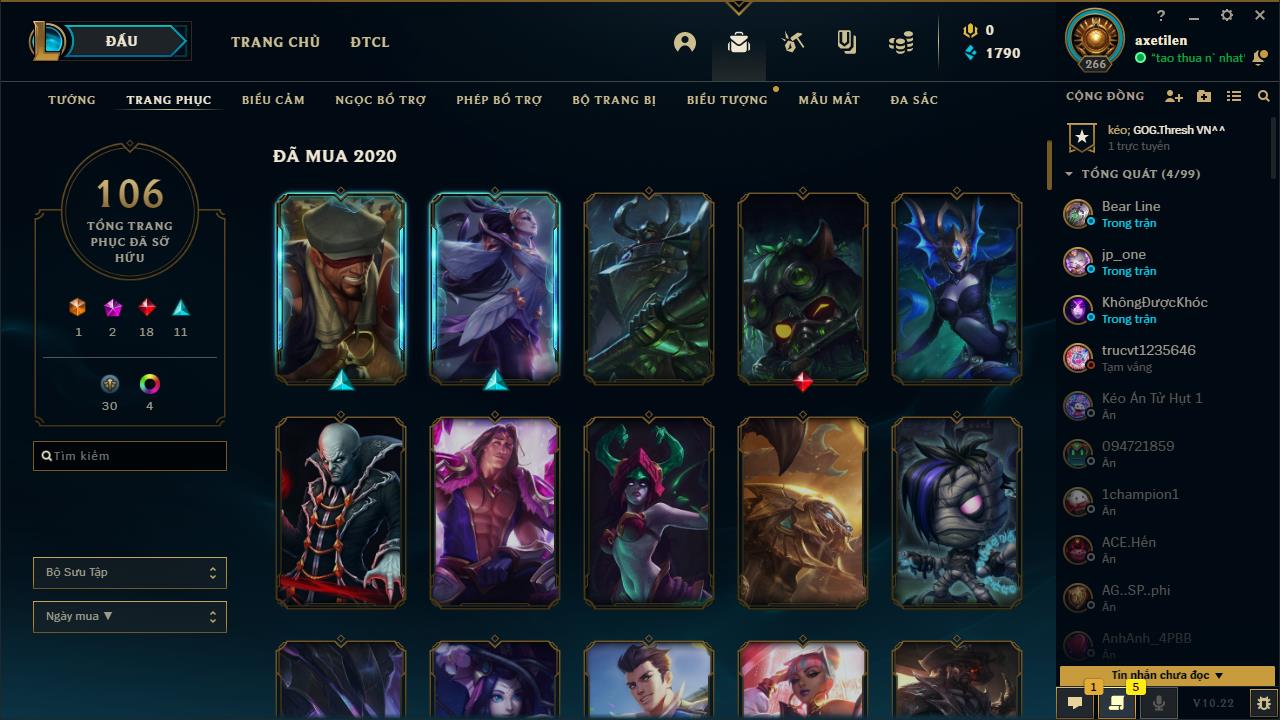 ĐẤU
TRANG CHỦ
ĐTCL
0
1790
?
266
axetilen
"tao thua n` nhat'
TƯỚNG
TRANG PHỤC
BIỂU CẢM
NGỌC BỔ TRỢ
PHÉP BỔ TRỢ
BỘ TRANG BỊ
BIỂU TƯỢNG
MẪU MẮT
ĐA SẮC
CỘNG ĐỒNG
106
TỔNG TRANG
PHỤC ĐÃ SỞ
HỮU
1
2
18
11
30
4
Tìm kiếm
Bộ Sưu Tập
Ngày mua ▼
ĐÃ MUA 2020
kéo; GOG.Thresh VN^^
1 trực tuyến
TỔNG QUÁT (4/99)
Bear Line
Trong trận
jp_one
Trong trận
KhôngĐượcKhóc
Trong trận
trucvt1235646
Tạm vắng
Kéo Án Tử Hụt 1
Ẩn
094721859
Ẩn
1champion1
Ẩn
ACE.Hén
Ẩn
AG..SP..phi
Ẩn
AnhAnh_4PBB
Ẩn
Tin nhắn chưa đọc ▼
1
5
V10.22